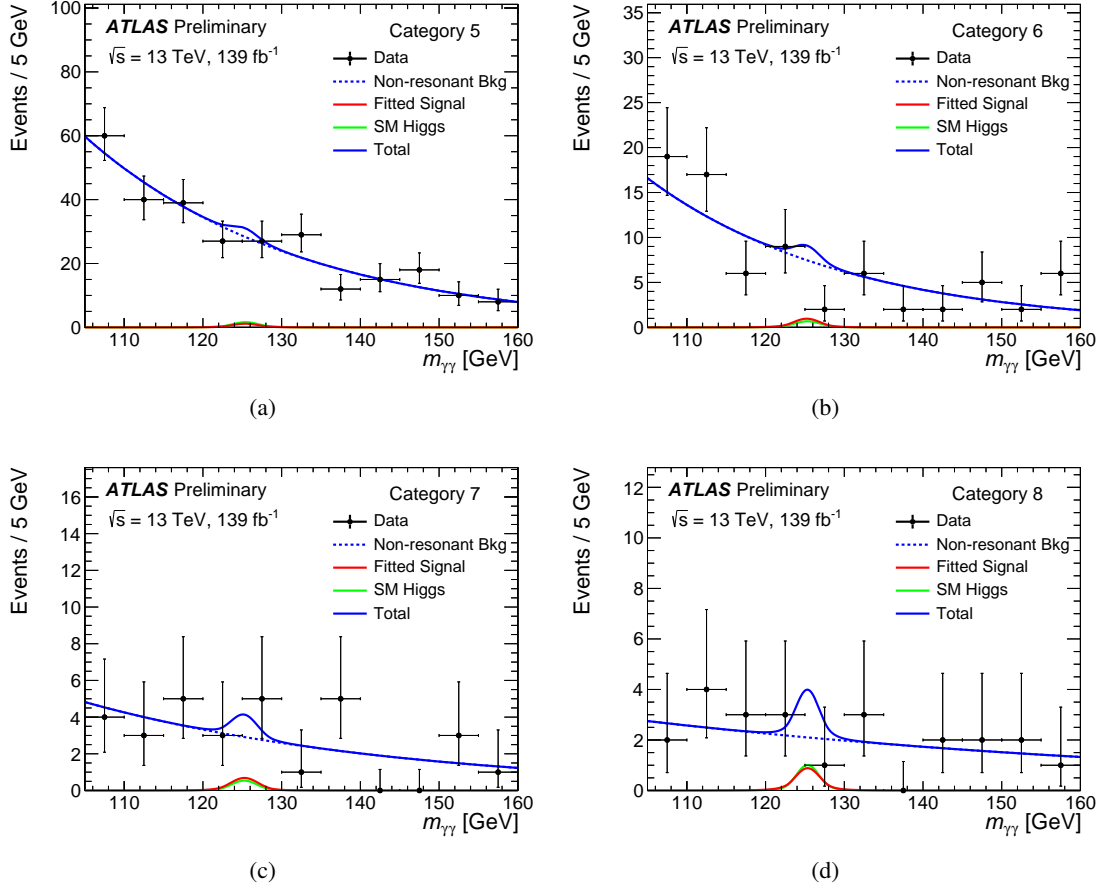 ATLAS Preliminary
Category 5
√s = 13 TeV, 139 fb⁻¹
Data
Non-resonant Bkg
Fitted Signal
SM Higgs
Total
Events / 5 GeV
100
80
60
40
20
0
110 120 130 140 150 160
mγγ [GeV]
(a)
ATLAS Preliminary
Category 6
√s = 13 TeV, 139 fb⁻¹
Data
Non-resonant Bkg
Fitted Signal
SM Higgs
Total
Events / 5 GeV
35
30
25
20
15
10
5
0
110 120 130 140 150 160
mγγ [GeV]
(b)
ATLAS Preliminary
Category 7
√s = 13 TeV, 139 fb⁻¹
Data
Non-resonant Bkg
Fitted Signal
SM Higgs
Total
Events / 5 GeV
16
14
12
10
8
6
4
2
0
110 120 130 140 150 160
mγγ [GeV]
(c)
ATLAS Preliminary
Category 8
√s = 13 TeV, 139 fb⁻¹
Data
Non-resonant Bkg
Fitted Signal
SM Higgs
Total
Events / 5 GeV
12
10
8
6
4
2
0
110 120 130 140 150 160
mγγ [GeV]
(d)